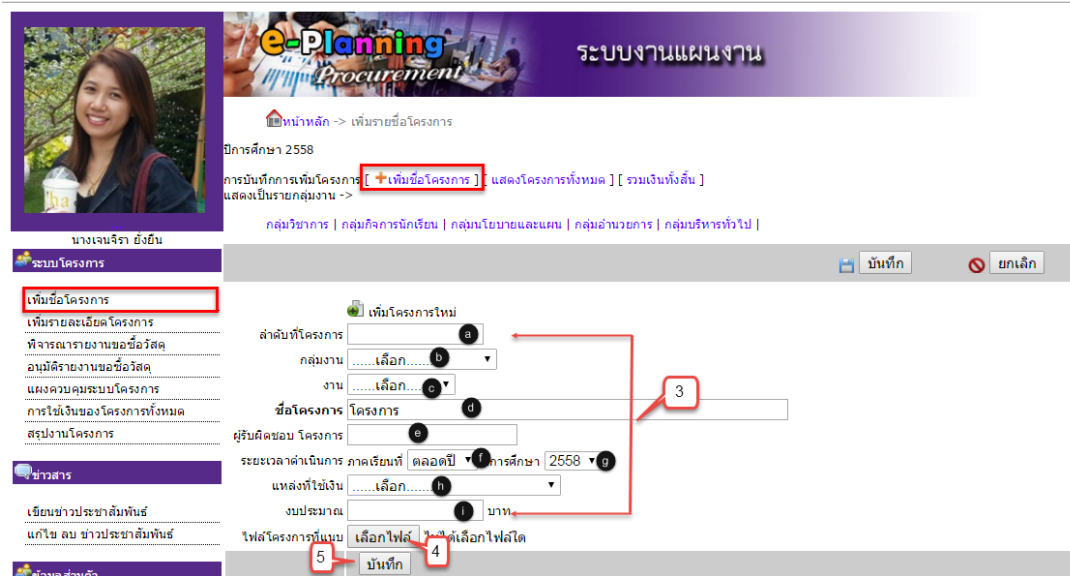 e-Planning
Procurement
ระบบงานแผนงาน
หน้าหลัก -> เพิ่มรายชื่อโครงการ
ปีการศึกษา 2558
การบันทึกการเพิ่มโครงการ [ เพิ่มชื่อโครงการ ] [ แสดงโครงการทั้งหมด ] [ รวมเงินทั้งสิ้น ]
แสดงเป็นรายกลุ่มงาน ->
กลุ่มวิชาการ | กลุ่มกิจการนักเรียน | กลุ่มนโยบายและแผน | กลุ่มอำนวยการ | กลุ่มบริหารทั่วไป |
นางเจนจิรา ยั่งยืน
ระบบโครงการ
เพิ่มชื่อโครงการ
เพิ่มรายละเอียดโครงการ
พิจารณารายงานขอซื้อวัสดุ
อนุมัติรายงานขอซื้อวัสดุ
แผงควบคุมระบบโครงการ
การใช้เงินของโครงการทั้งหมด
สรุปงานโครงการ
ข่าวสาร
เขียนข่าวประชาสัมพันธ์
แก้ไข ลบ ข่าวประชาสัมพันธ์
ข้อมูลส่วนตัว
บันทึก ยกเลิก
เพิ่มโครงการใหม่
ลำดับที่โครงการ a
กลุ่มงาน ......เลือก...... b
งาน ......เลือก.... c
ชื่อโครงการ โครงการ d
ผู้รับผิดชอบ โครงการ e
ระยะเวลาดำเนินการ ภาคเรียนที่ ตลอดปี f การศึกษา 2558 g
แหล่งที่ใช้เงิน ......เลือก...... h
งบประมาณ i บาท
ไฟล์โครงการที่แนบ เลือกไฟล์ ไม่ได้เลือกไฟล์ใด
บันทึก
3
4
5